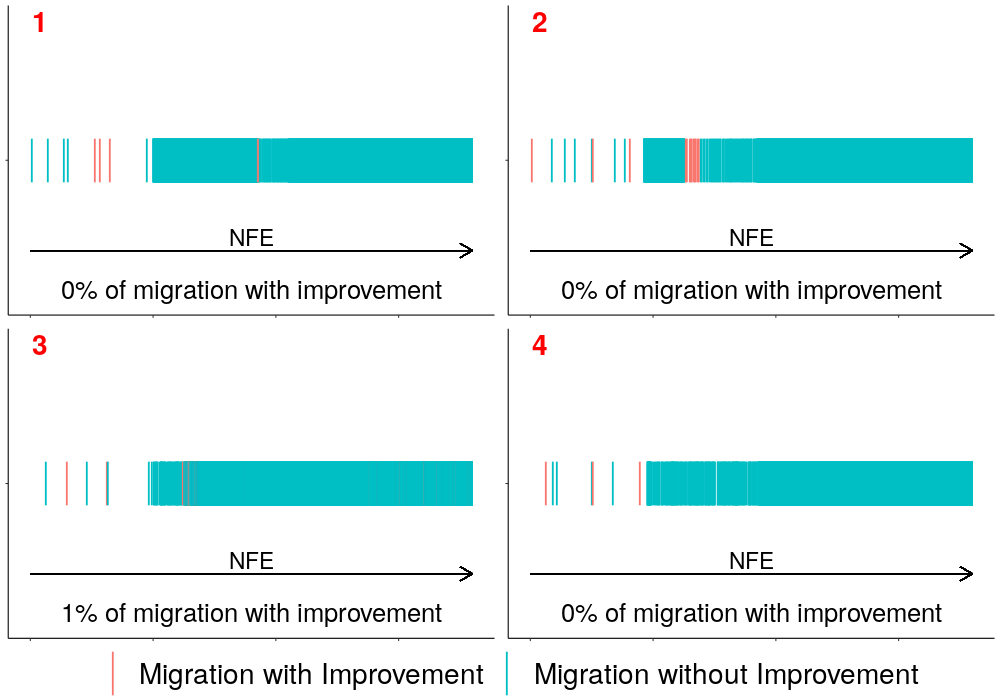 1
NFE
0% of migration with improvement
2
NFE
0% of migration with improvement
3
NFE
1% of migration with improvement
4
NFE
0% of migration with improvement
Migration with Improvement
Migration without Improvement